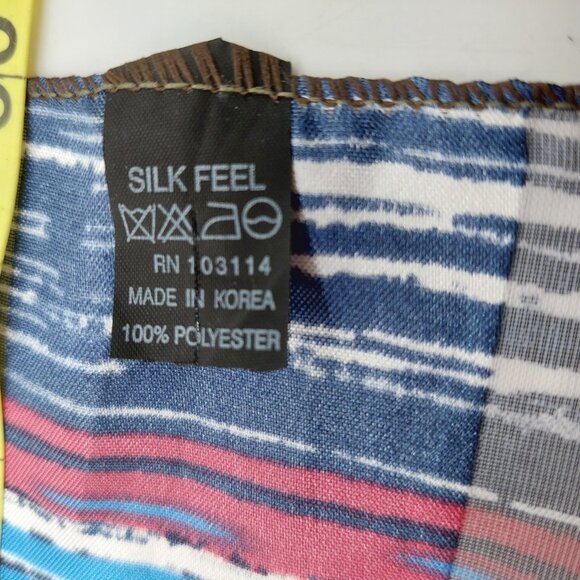 SILK FEEL
RN 103114
MADE IN KOREA
100% POLYESTER